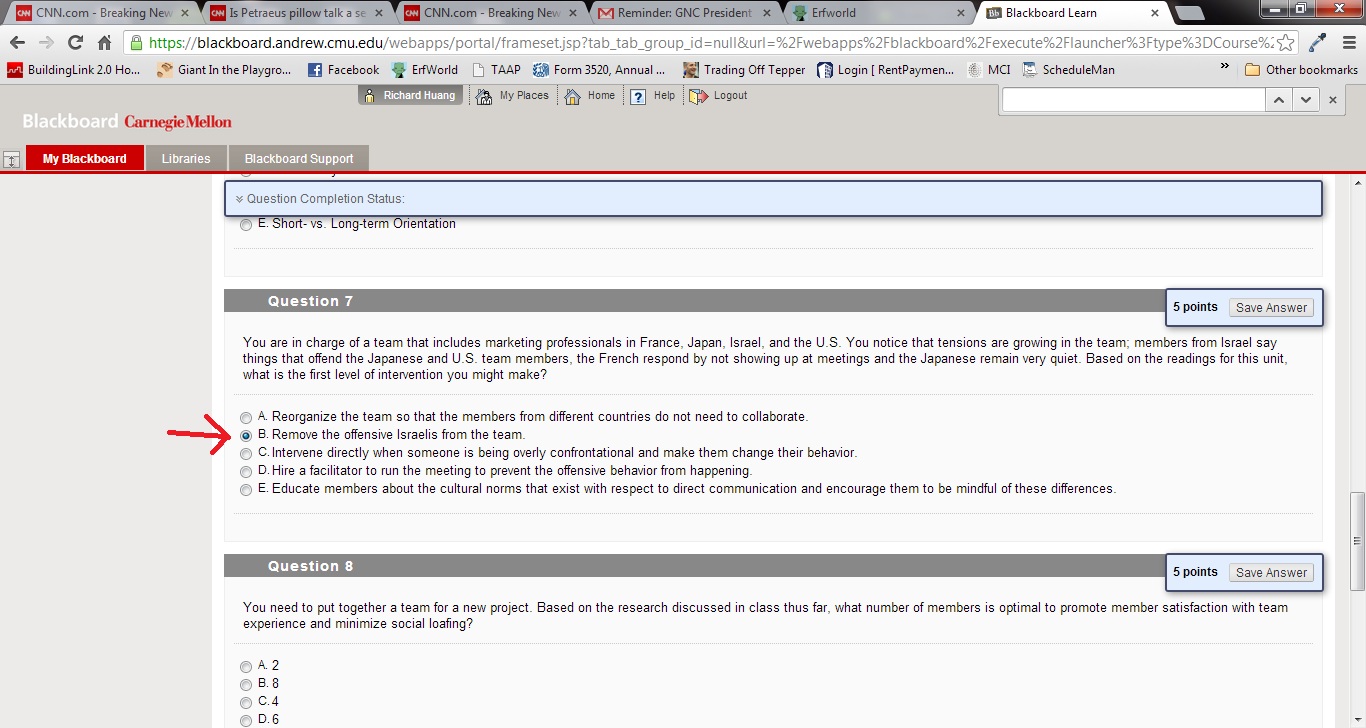 CNN.com - Breaking New
Is Petraeus pillow talk a se
CNN.com - Breaking New
Reminder: GNC President
Erfworld
Blackboard Learn
https://blackboard.andrew.cmu.edu/webapps/portal/frameset.jsp?tab_tab_group_id=null&url=%2Fwebapps%2Fblackboard%2Fexecute%2Flauncher%3Ftype%3DCourse%
BuildingLink 2.0 Ho...
Giant In the Playgro...
Facebook
ErfWorld
TAAP
Form 3520, Annual ...
Trading Off Tepper
Login [ RentPaymen...
MCI
ScheduleMan
»
Other bookmarks
Richard Huang
My Places
Home
Help
Logout
Blackboard Carnegie Mellon
My Blackboard
Libraries
Blackboard Support
Question Completion Status:
E. Short- vs. Long-term Orientation
Question 7
5 points
Save Answer
You are in charge of a team that includes marketing professionals in France, Japan, Israel, and the U.S. You notice that tensions are growing in the team; members from Israel say
things that offend the Japanese and U.S. team members, the French respond by not showing up at meetings and the Japanese remain very quiet. Based on the readings for this unit,
what is the first level of intervention you might make?
A. Reorganize the team so that the members from different countries do not need to collaborate.
B. Remove the offensive Israelis from the team.
C. Intervene directly when someone is being overly confrontational and make them change their behavior.
D. Hire a facilitator to run the meeting to prevent the offensive behavior from happening.
E. Educate members about the cultural norms that exist with respect to direct communication and encourage them to be mindful of these differences.
Question 8
5 points
Save Answer
You need to put together a team for a new project. Based on the research discussed in class thus far, what number of members is optimal to promote member satisfaction with team
experience and minimize social loafing?
A. 2
B. 8
C. 4
D. 6